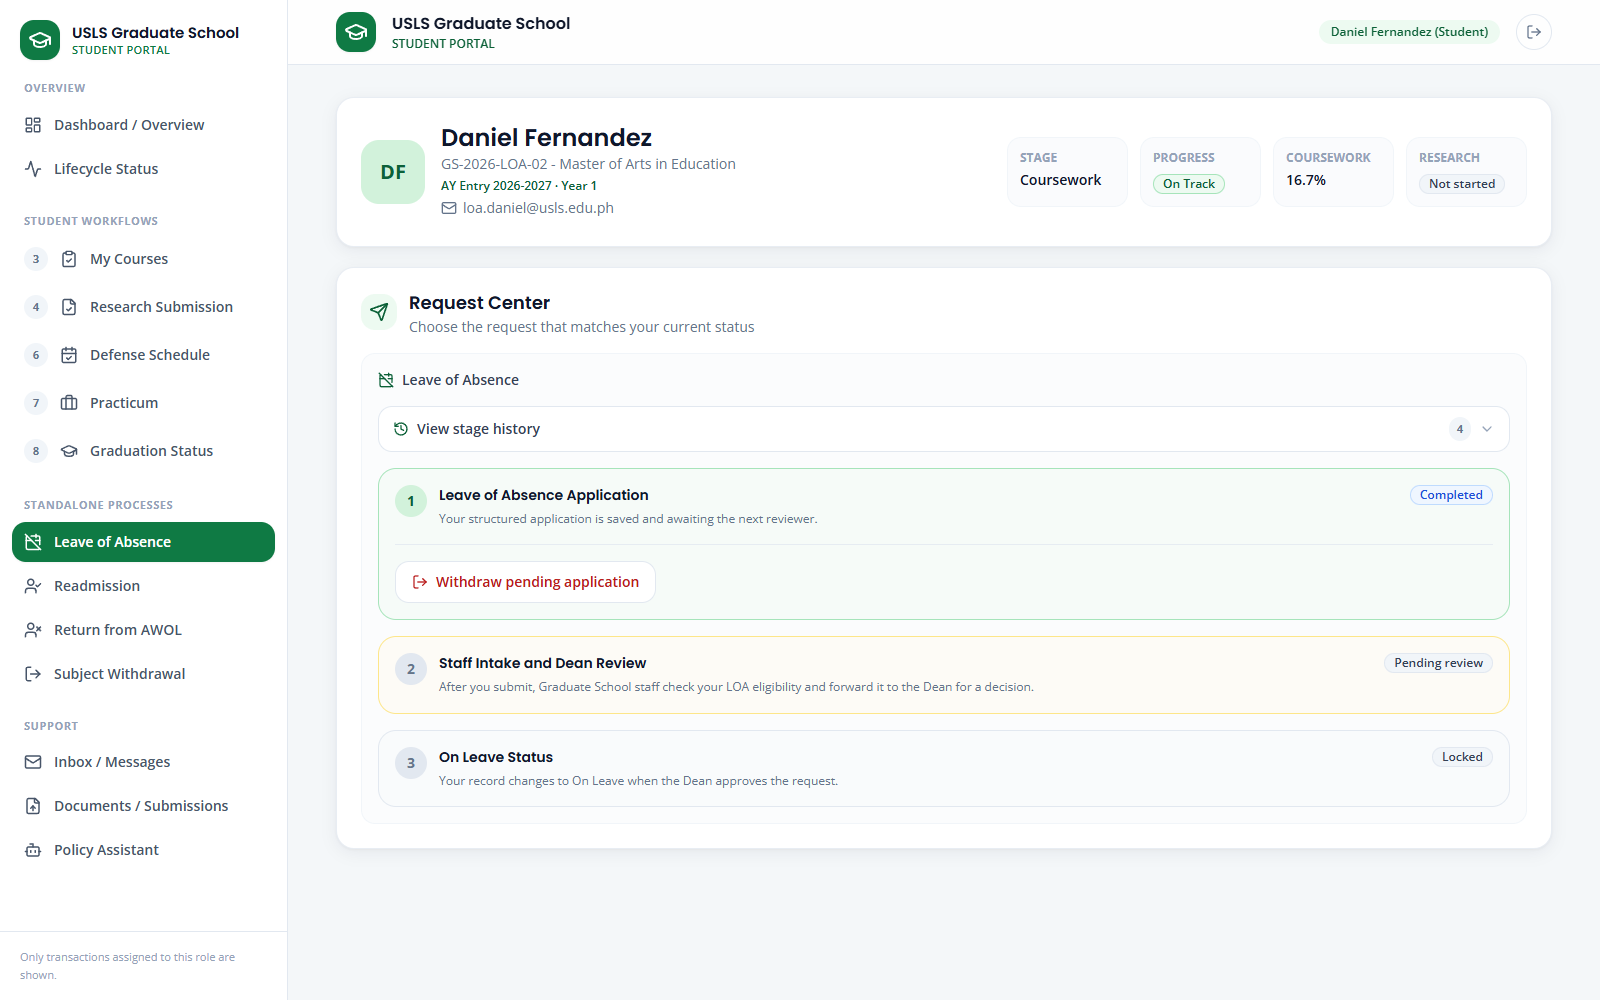 USLS Graduate School
STUDENT PORTAL
OVERVIEW
Dashboard / Overview
Lifecycle Status
STUDENT WORKFLOWS
3 My Courses
4 Research Submission
6 Defense Schedule
7 Practicum
8 Graduation Status
STANDALONE PROCESSES
Leave of Absence
Readmission
Return from AWOL
Subject Withdrawal
SUPPORT
Inbox / Messages
Documents / Submissions
Policy Assistant
Only transactions assigned to this role are
shown.
USLS Graduate School
STUDENT PORTAL
Daniel Fernandez (Student)
DF
Daniel Fernandez
GS-2026-LOA-02 - Master of Arts in Education
AY Entry 2026-2027 · Year 1
loa.daniel@usls.edu.ph
STAGE
Coursework
PROGRESS
On Track
COURSEWORK
16.7%
RESEARCH
Not started
Request Center
Choose the request that matches your current status
Leave of Absence
View stage history 4
1 Leave of Absence Application Completed
Your structured application is saved and awaiting the next reviewer.
Withdraw pending application
2 Staff Intake and Dean Review Pending review
After you submit, Graduate School staff check your LOA eligibility and forward it to the Dean for a decision.
3 On Leave Status Locked
Your record changes to On Leave when the Dean approves the request.